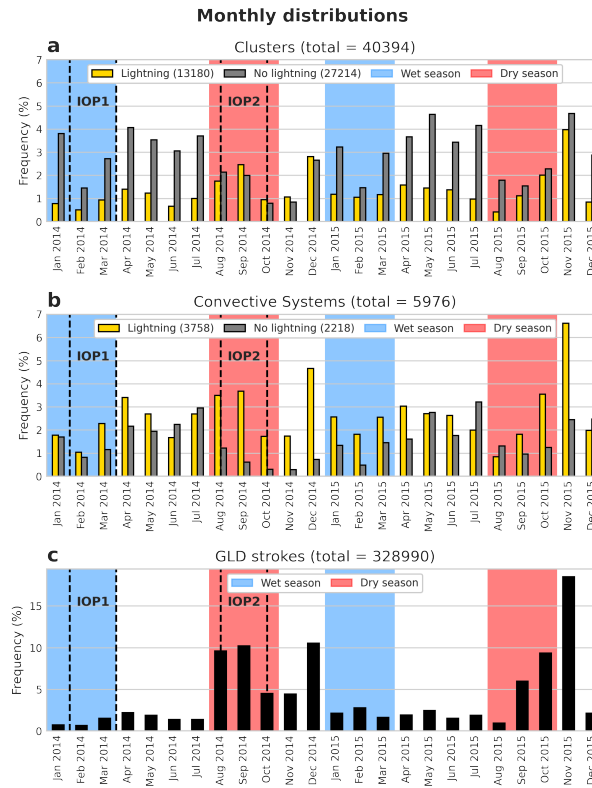 Monthly distributions
a
Clusters (total = 40394)
Lightning (13180) No lightning (27214) Wet season Dry season
IOP1 IOP2
Frequency (%)
7
6
5
4
3
2
1
0
Jan 2014 Feb 2014 Mar 2014 Apr 2014 May 2014 Jun 2014 Jul 2014 Aug 2014 Sep 2014 Oct 2014 Nov 2014 Dec 2014 Jan 2015 Feb 2015 Mar 2015 Apr 2015 May 2015 Jun 2015 Jul 2015 Aug 2015 Sep 2015 Oct 2015 Nov 2015 Dec 2015
b
Convective Systems (total = 5976)
Lightning (3758) No lightning (2218) Wet season Dry season
IOP1 IOP2
Frequency (%)
7
6
5
4
3
2
1
0
Jan 2014 Feb 2014 Mar 2014 Apr 2014 May 2014 Jun 2014 Jul 2014 Aug 2014 Sep 2014 Oct 2014 Nov 2014 Dec 2014 Jan 2015 Feb 2015 Mar 2015 Apr 2015 May 2015 Jun 2015 Jul 2015 Aug 2015 Sep 2015 Oct 2015 Nov 2015 Dec 2015
c
GLD strokes (total = 328990)
Wet season Dry season
IOP1 IOP2
Frequency (%)
15
10
5
0
Jan 2014 Feb 2014 Mar 2014 Apr 2014 May 2014 Jun 2014 Jul 2014 Aug 2014 Sep 2014 Oct 2014 Nov 2014 Dec 2014 Jan 2015 Feb 2015 Mar 2015 Apr 2015 May 2015 Jun 2015 Jul 2015 Aug 2015 Sep 2015 Oct 2015 Nov 2015 Dec 2015